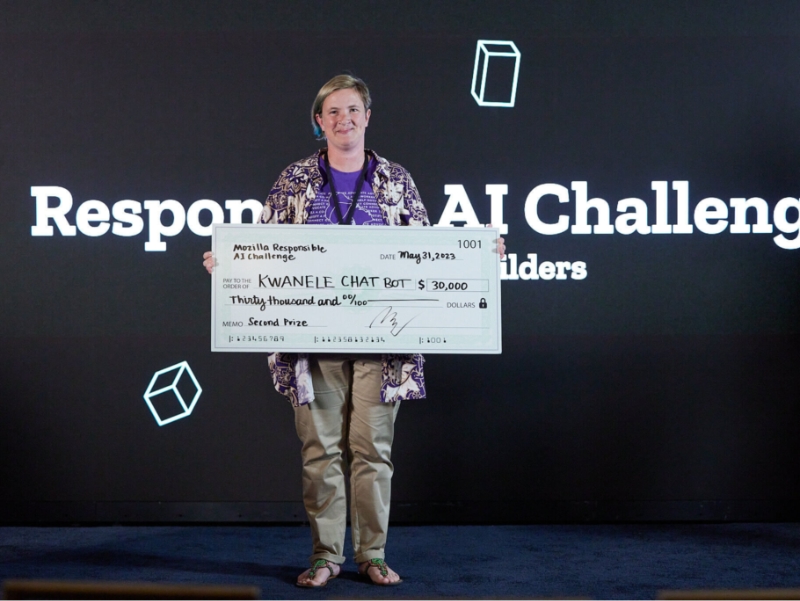 Respon AI Challeng
ilders
Mozilla Responsible
AI Challenge
1001
DATE May 31, 2023
PAY TO THE
ORDER OF KWANELE CHAT BOT $ 30,000
Thirty thousand and 00/100 DOLLARS
MEMO Second Prize